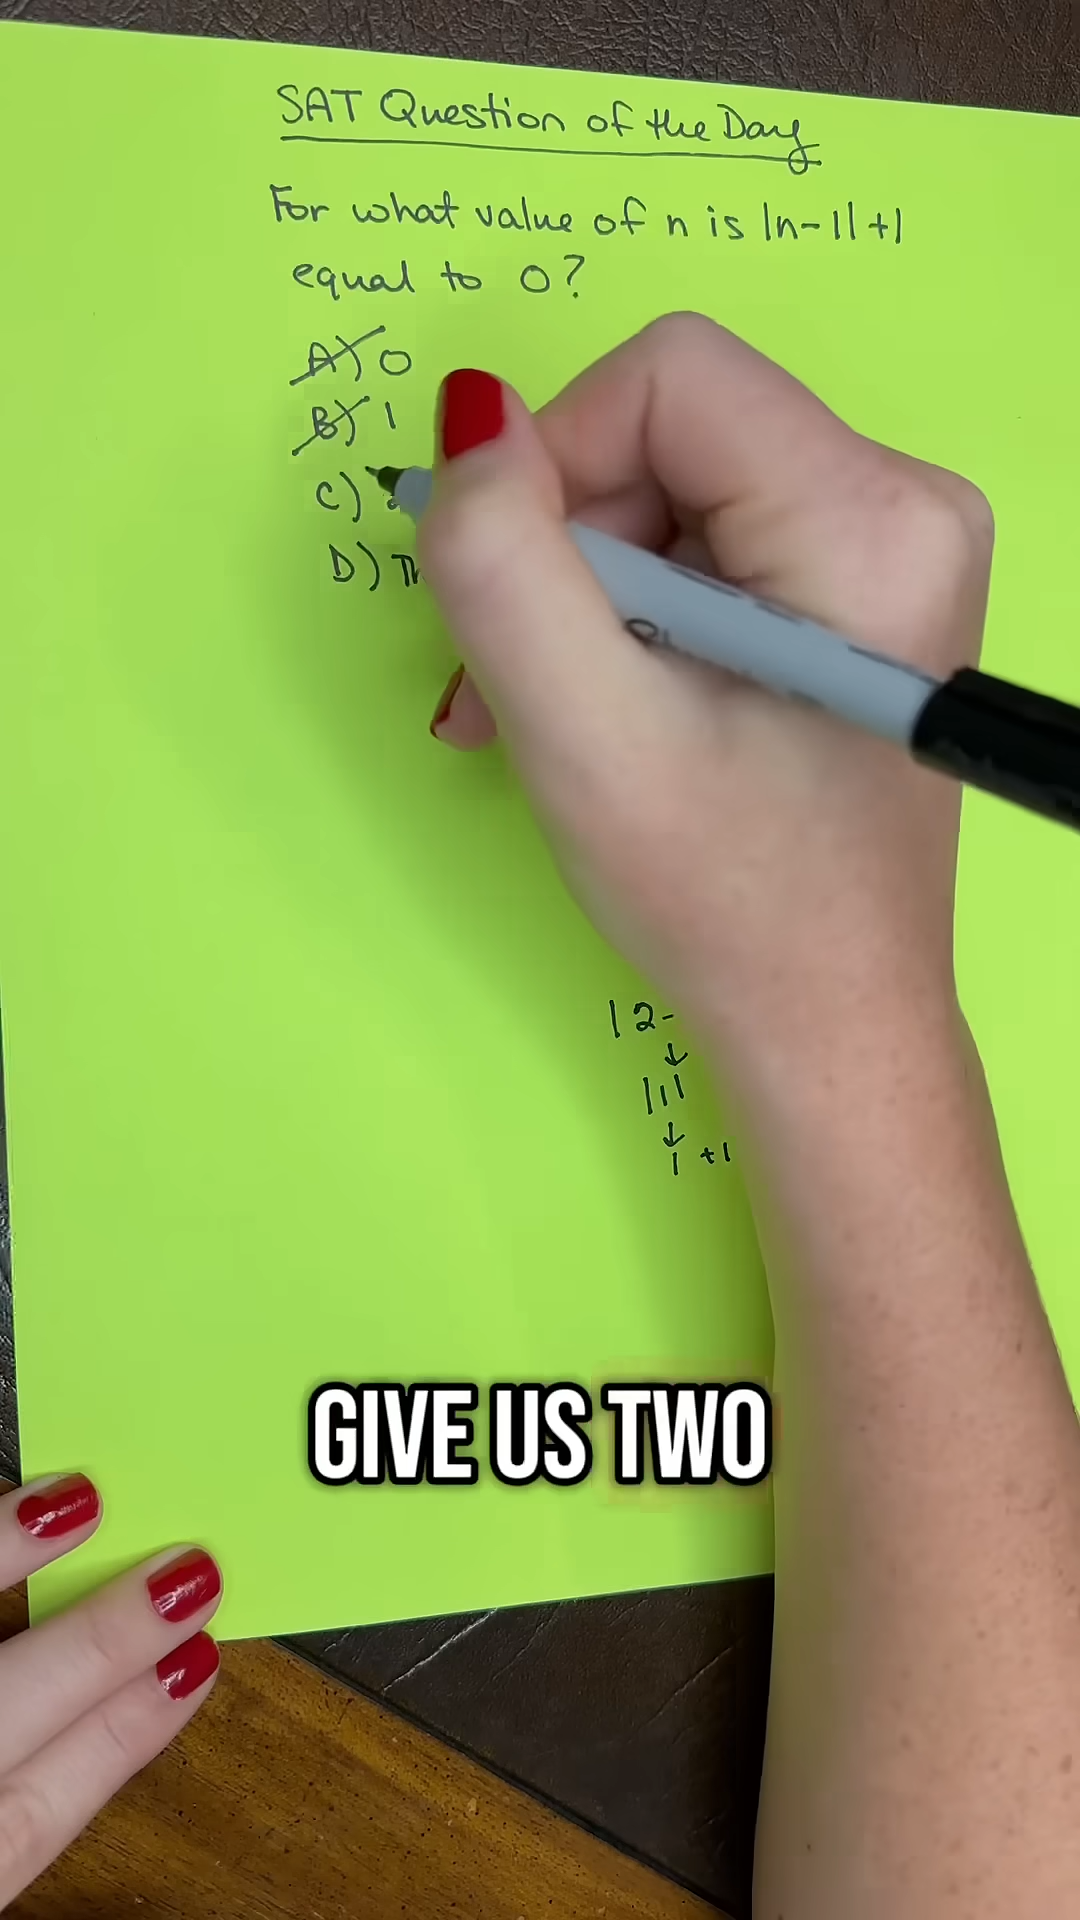 SAT Question of the Day
For what value of n is |n-1|+1
equal to 0?
A) 0
B) 1
C)
D)
|2-
↓
|1|
↓
1 +1
GIVE US TWO